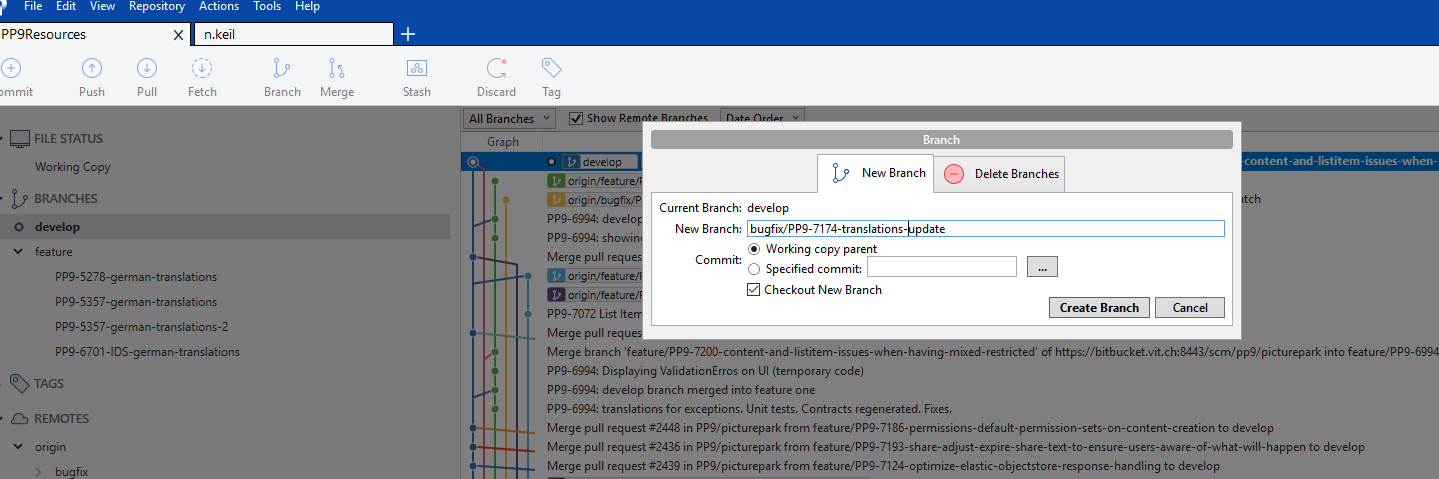 File Edit View Repository Actions Tools Help
PP9Resources n.keil
Push Pull Fetch Branch Merge Stash Discard Tag
All Branches Show Remote Branches Date Order
FILE STATUS
Graph
Working Copy
BRANCHES
develop
feature
PP9-5278-german-translations
PP9-5357-german-translations
PP9-5357-german-translations-2
PP9-6701-IDS-german-translations
TAGS
REMOTES
origin
bugfix
develop
-content-and-listitem-issues-when-
origin/feature/
origin/bugfix/
PP9-6994: develo
PP9-6994: showing
Merge pull reques
origin/feature/
origin/feature/
PP9-7072 List Item
Merge pull reques
Merge branch 'feature/PP9-7200-content-and-listitem-issues-when-having-mixed-restricted' of https://bitbucket.vit.ch:8443/scm/pp9/picturepark into feature/PP9-6994
PP9-6994: Displaying ValidationErros on UI (temporary code)
PP9-6994: develop branch merged into feature one
PP9-6994: translations for exceptions. Unit tests. Contracts regenerated. Fixes.
Merge pull request #2448 in PP9/picturepark from feature/PP9-7186-permissions-default-permission-sets-on-content-creation to develop
Merge pull request #2436 in PP9/picturepark from feature/PP9-7193-share-adjust-expire-share-text-to-ensure-users-aware-of-what-will-happen to develop
Merge pull request #2439 in PP9/picturepark from feature/PP9-7124-optimize-elastic-objectstore-response-handling to develop
Branch
New Branch Delete Branches
Current Branch: develop
New Branch: bugfix/PP9-7174-translations-update
Commit: Working copy parent
Specified commit: ...
Checkout New Branch
Create Branch Cancel